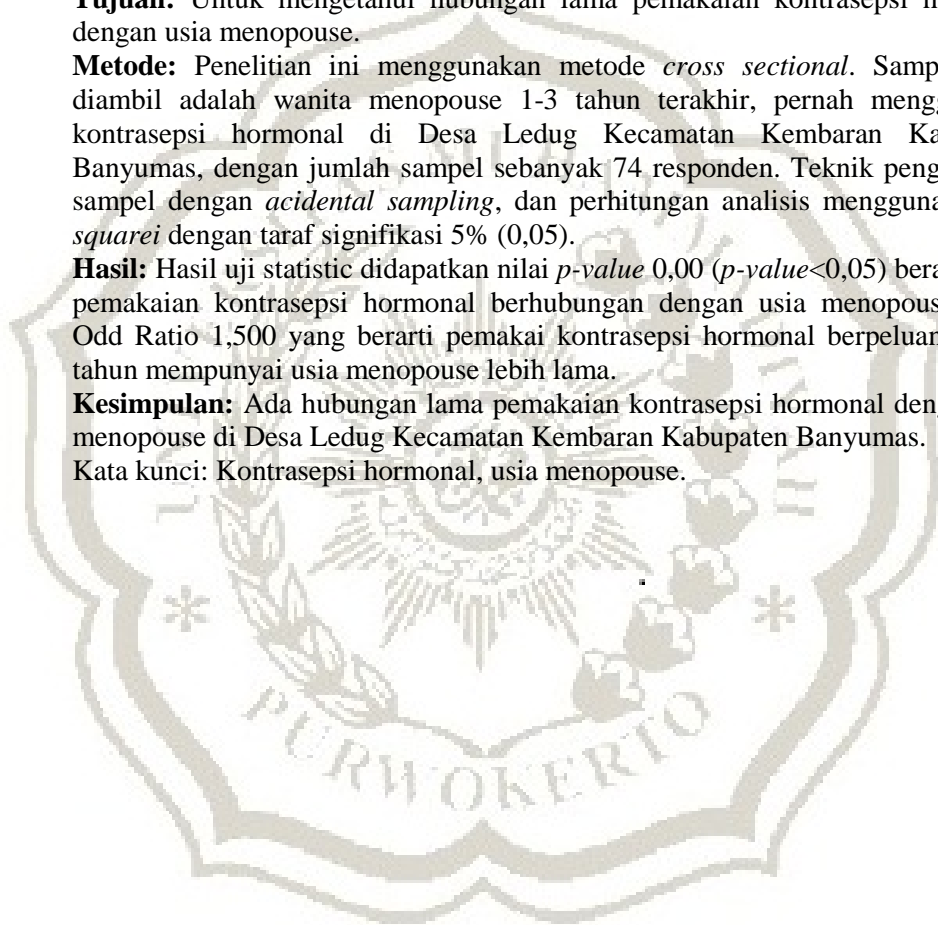 Tujuan: Untuk mengetahui hubungan lama pemakaian kontrasepsi
dengan usia menopouse.
Metode: Penelitian ini menggunakan metode cross sectional. Samp
diambil adalah wanita menopouse 1-3 tahun terakhir, pernah mengg
kontrasepsi hormonal di Desa Ledug Kecamatan Kembaran Ka
Banyumas, dengan jumlah sampel sebanyak 74 responden. Teknik peng
sampel dengan acidental sampling, dan perhitungan analisis mengguna
squarei dengan taraf signifikasi 5% (0,05).
Hasil: Hasil uji statistic didapatkan nilai p-value 0,00 (p-value<0,05) bera
pemakaian kontrasepsi hormonal berhubungan dengan usia menopous
Odd Ratio 1,500 yang berarti pemakai kontrasepsi hormonal berpeluan
tahun mempunyai usia menopouse lebih lama.
Kesimpulan: Ada hubungan lama pemakaian kontrasepsi hormonal den
menopouse di Desa Ledug Kecamatan Kembaran Kabupaten Banyumas.
Kata kunci: Kontrasepsi hormonal, usia menopouse.
PURWOKERTO